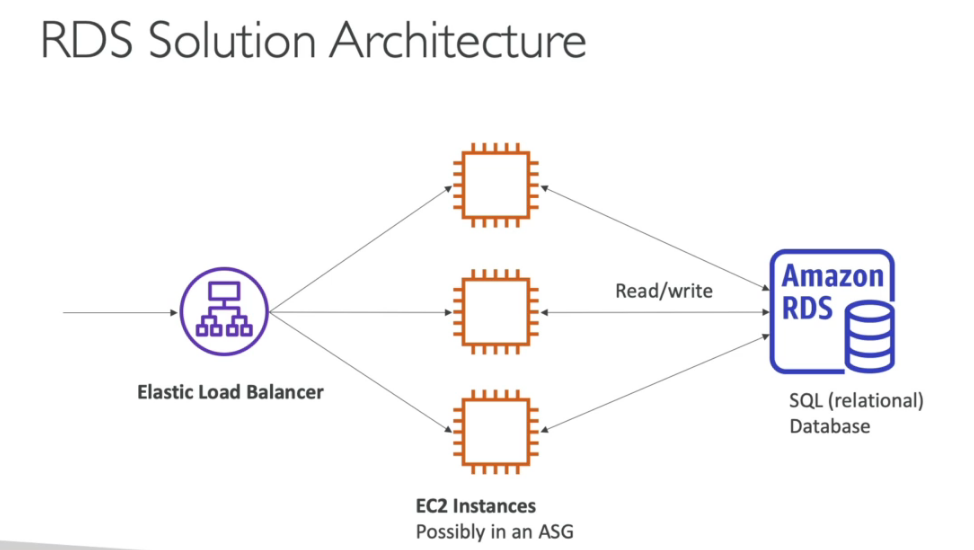 RDS Solution Architecture
Read/write
Amazon
RDS
Elastic Load Balancer
SQL (relational)
Database
EC2 Instances
Possibly in an ASG